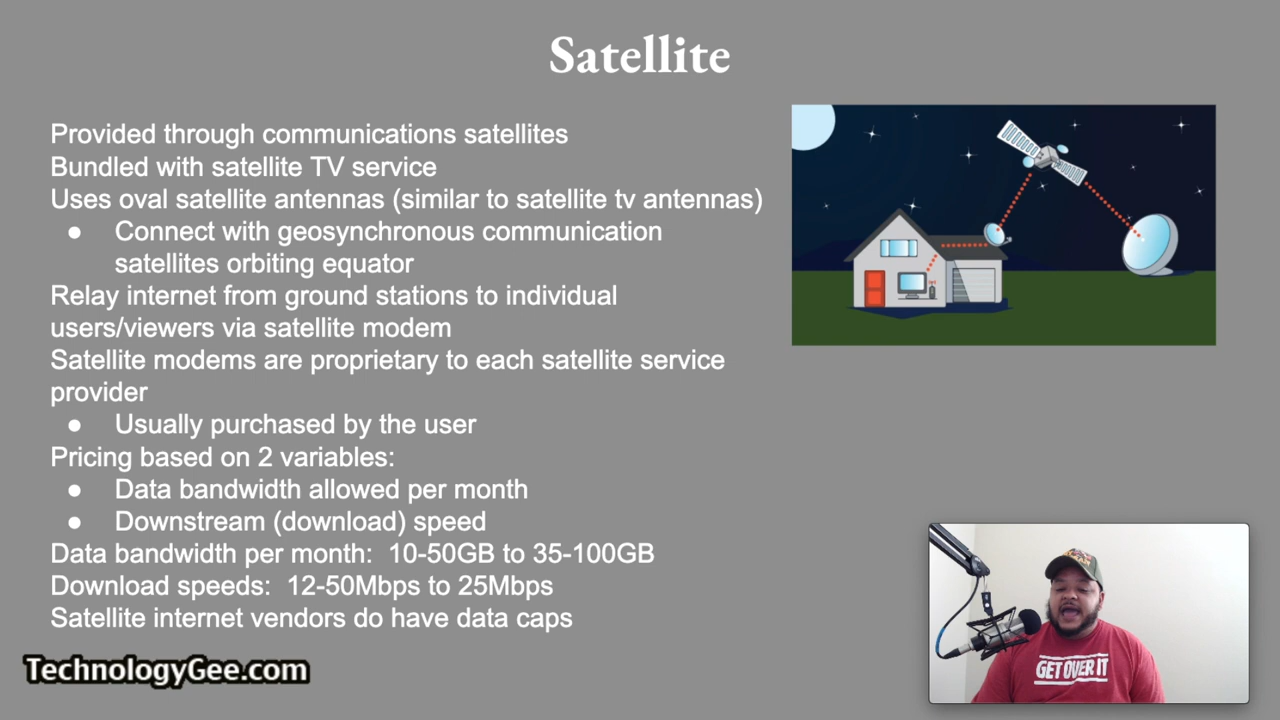 Satellite
Provided through communications satellites
Bundled with satellite TV service
Uses oval satellite antennas (similar to satellite tv antennas)
● Connect with geosynchronous communication
satellites orbiting equator
Relay internet from ground stations to individual
users/viewers via satellite modem
Satellite modems are proprietary to each satellite service
provider
● Usually purchased by the user
Pricing based on 2 variables:
● Data bandwidth allowed per month
● Downstream (download) speed
Data bandwidth per month: 10-50GB to 35-100GB
Download speeds: 12-50Mbps to 25Mbps
Satellite internet vendors do have data caps
TechnologyGee.com
GET OVER IT